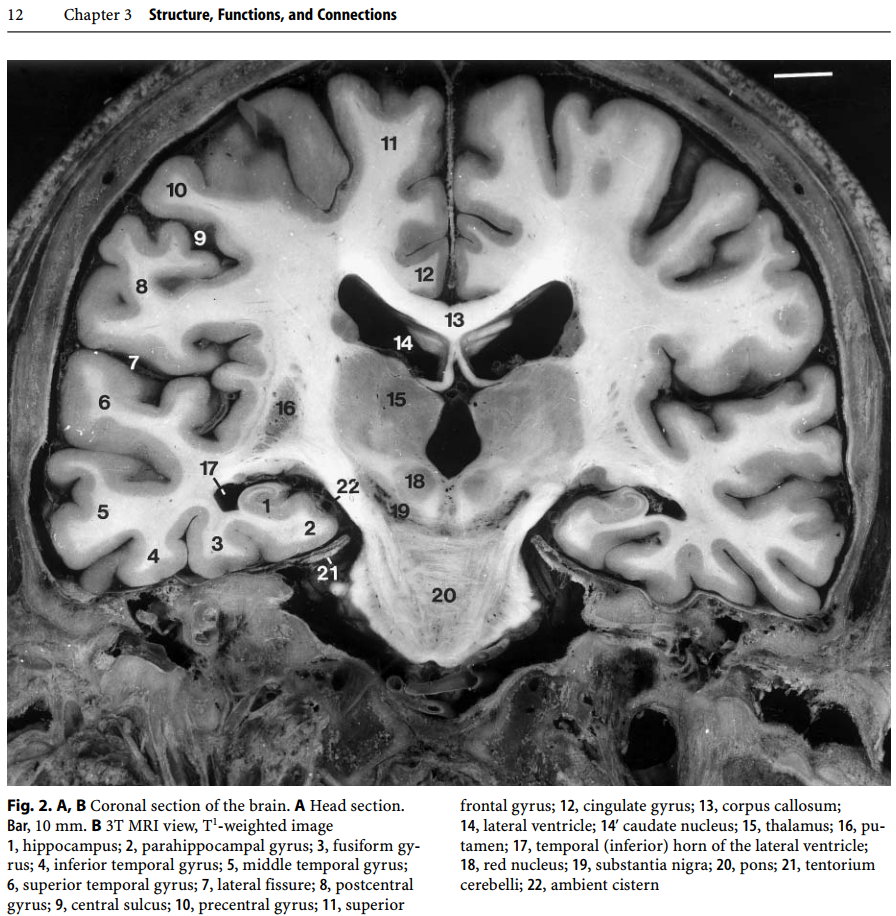 12 Chapter 3 Structure, Functions, and Connections
11
10
9
12
8
13
14
7
15
6
16
17
18
22
1
19
5
2
3
4
21
20
Fig. 2. A, B Coronal section of the brain. A Head section.
Bar, 10 mm. B 3T MRI view, T¹-weighted image
1, hippocampus; 2, parahippocampal gyrus; 3, fusiform gy-
rus; 4, inferior temporal gyrus; 5, middle temporal gyrus;
6, superior temporal gyrus; 7, lateral fissure; 8, postcentral
gyrus; 9, central sulcus; 10, precentral gyrus; 11, superior
frontal gyrus; 12, cingulate gyrus; 13, corpus callosum;
14, lateral ventricle; 14′ caudate nucleus; 15, thalamus; 16, pu-
tamen; 17, temporal (inferior) horn of the lateral ventricle;
18, red nucleus; 19, substantia nigra; 20, pons; 21, tentorium
cerebelli; 22, ambient cistern